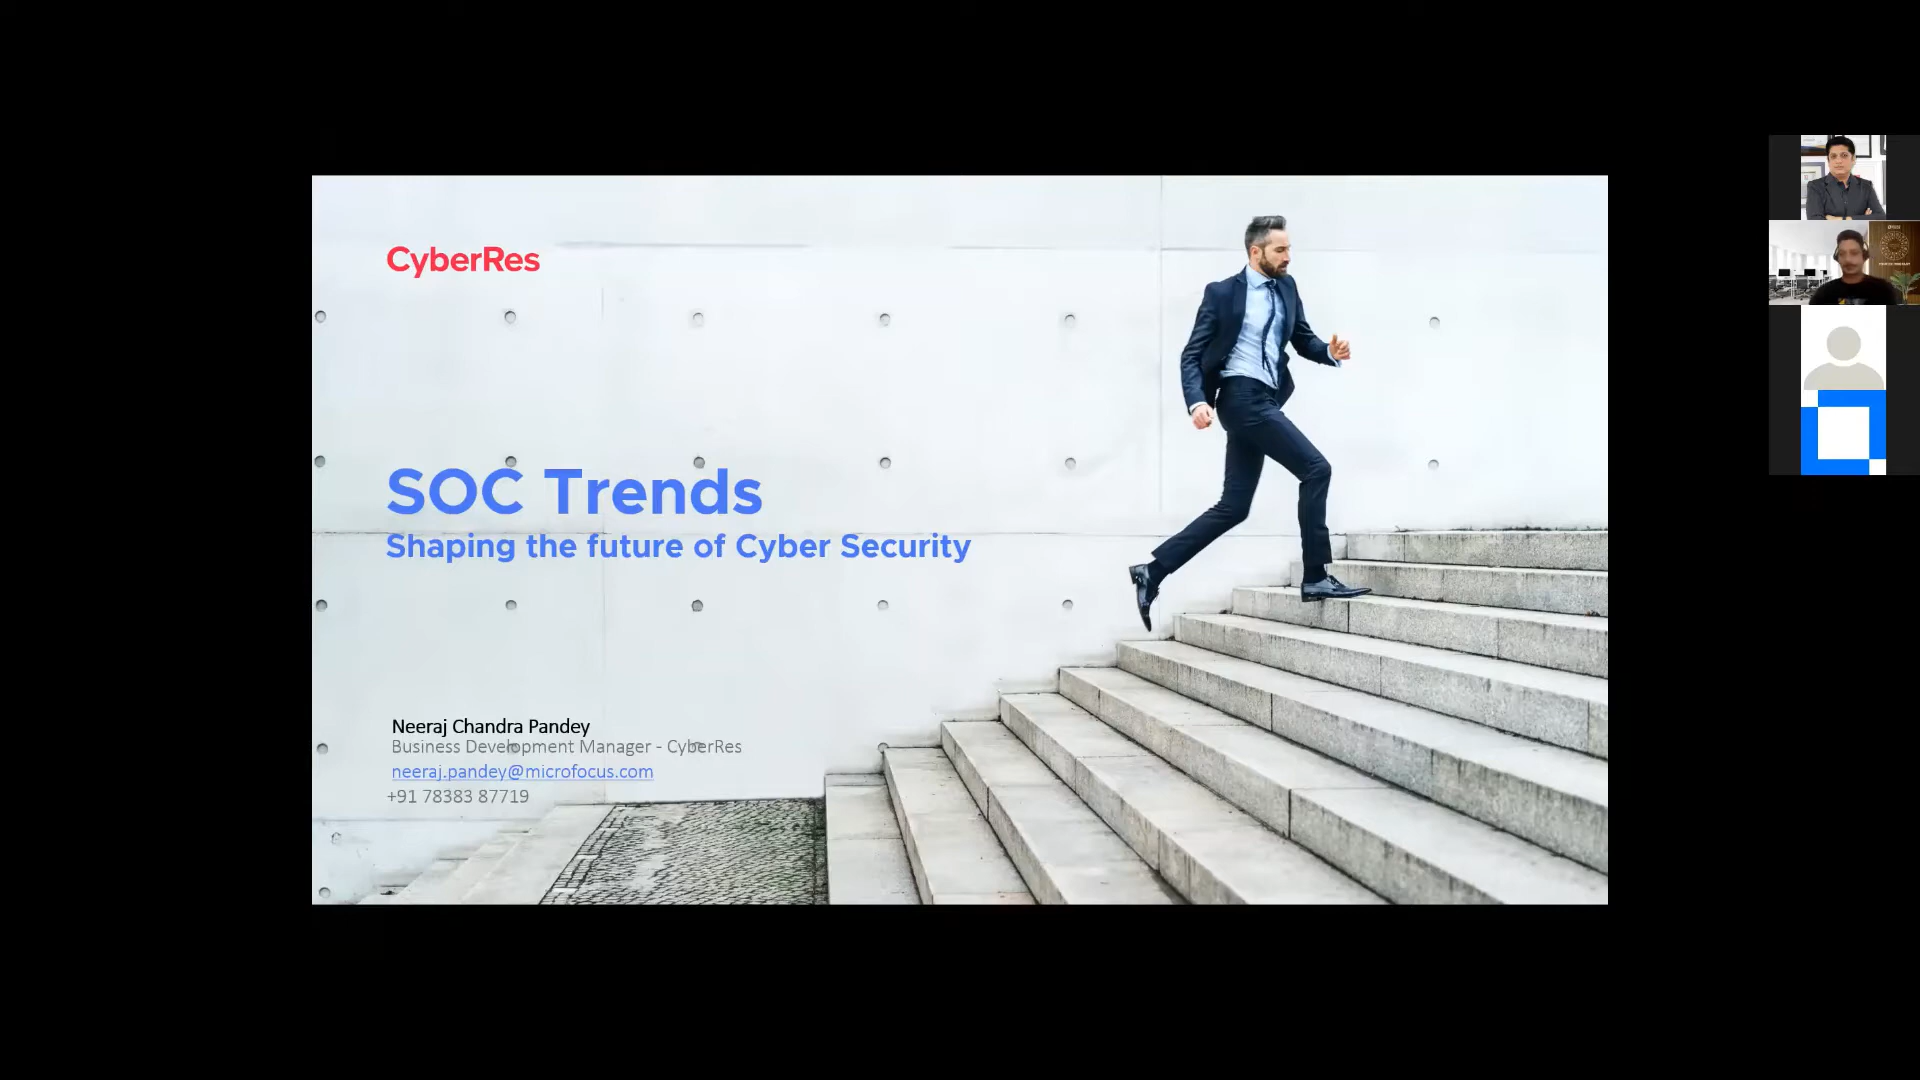 CyberRes
SOC Trends
Shaping the future of Cyber Security
Neeraj Chandra Pandey
Business Development Manager - CyberRes
neeraj.pandey@microfocus.com
+91 78383 87719